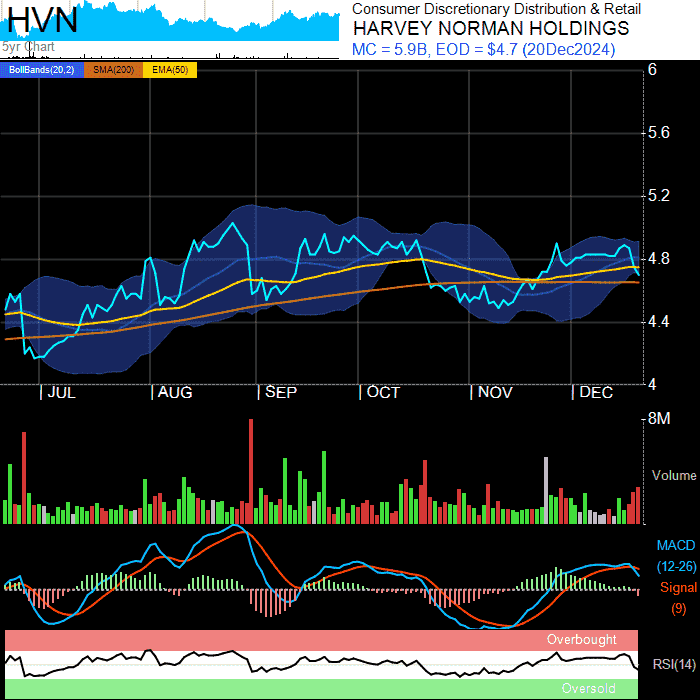 HVN
5yr Chart
Consumer Discretionary Distribution & Retail
HARVEY NORMAN HOLDINGS
MC = 5.9B, EOD = $4.7 (20Dec2024)
BollBands(20,2) SMA(200) EMA(50)
6
5.6
5.2
4.8
4.4
4
JUL AUG SEP OCT NOV DEC
8M
Volume
MACD
(12-26)
Signal
(9)
Overbought
RSI(14)
Oversold